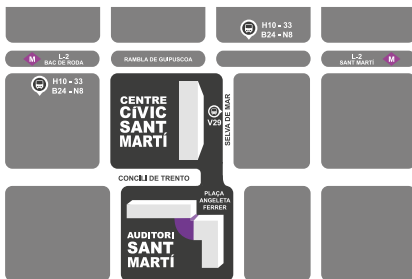 H10 - 33
B24 - N8
M
L-2
BAC DE RODA
RAMBLA DE GUIPUSCOA
L-2
SANT MARTÍ
M
H10 - 33
B24 - N8
CENTRE
CÍVIC
SANT
MARTÍ
V29
SELVA DE MAR
CONCILI DE TRENTO
PLAÇA
ANGELETA
FERRER
AUDITORI
SANT
MARTÍ